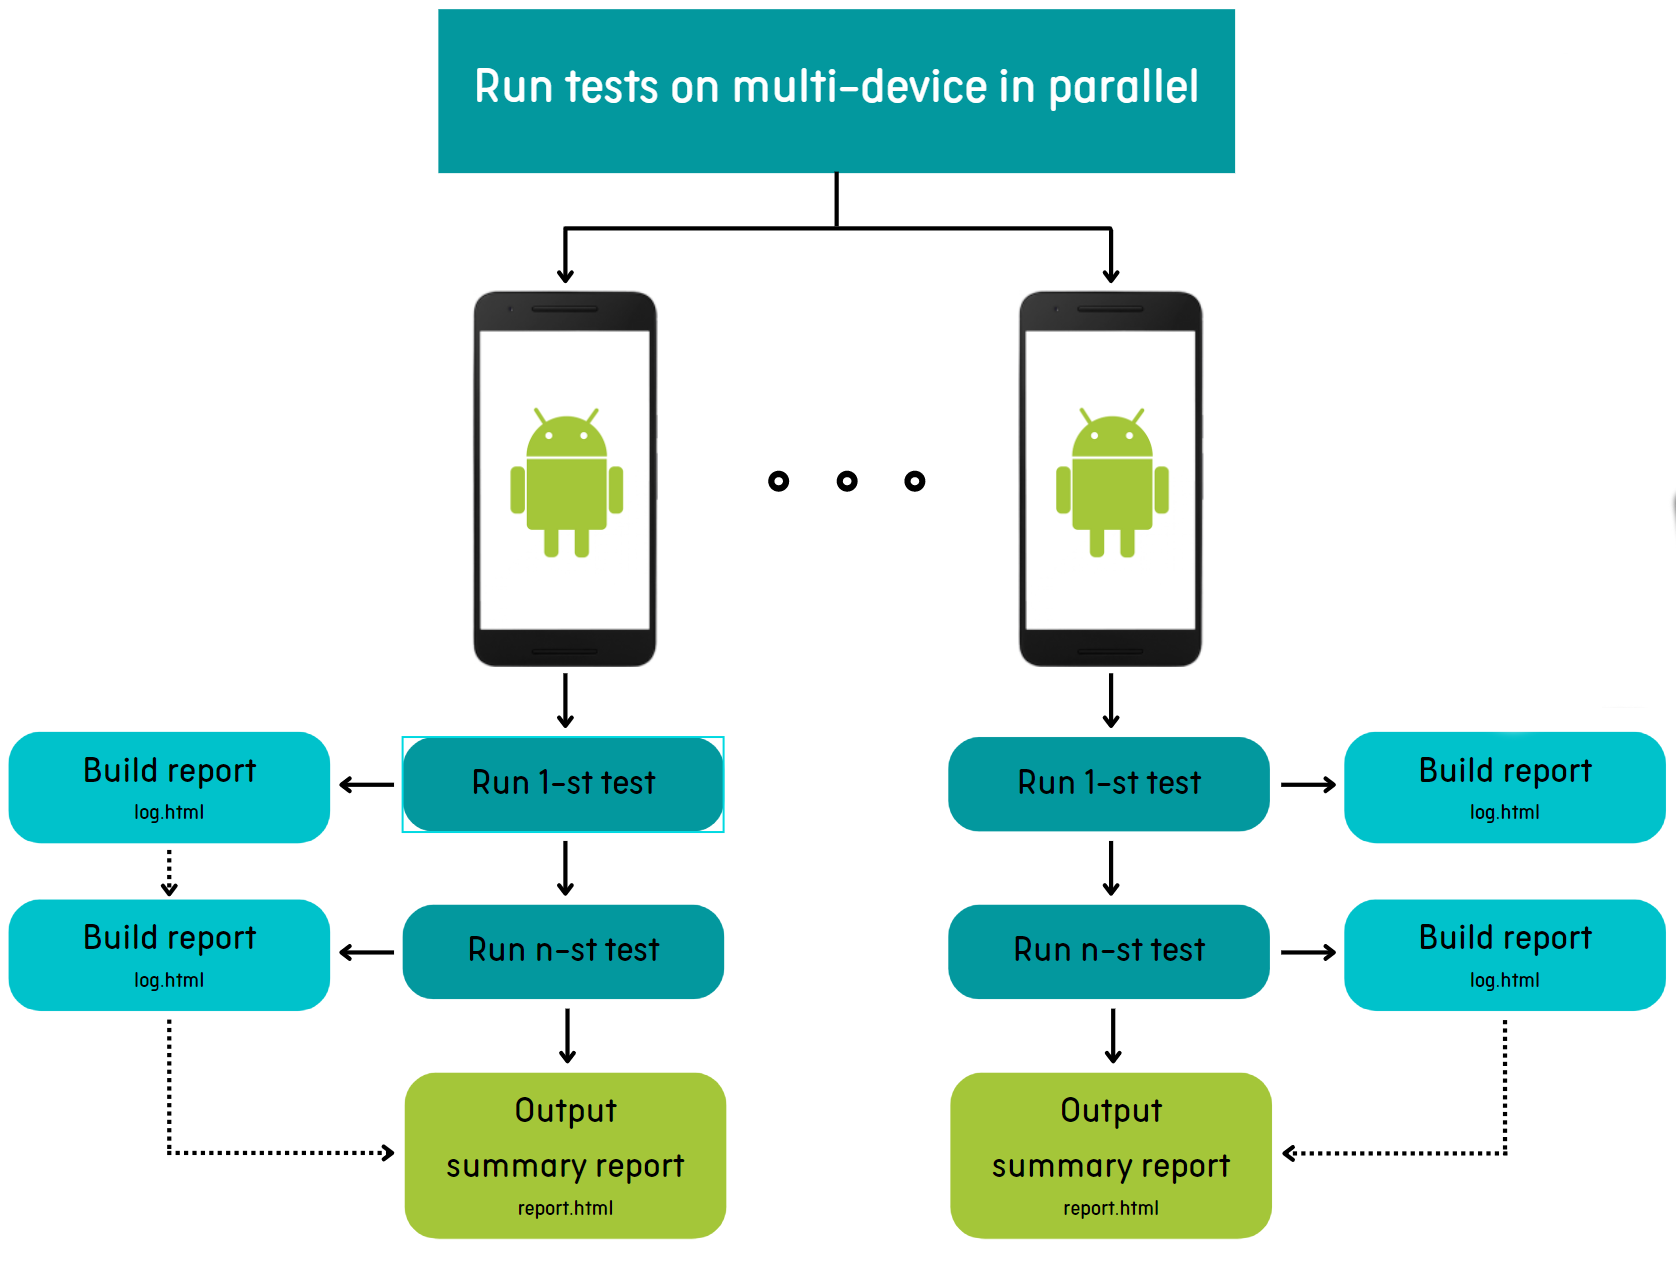 Run tests on multi-device in parallel
Build report
log.html
Run 1-st test
Run 1-st test
Build report
log.html
Build report
log.html
Run n-st test
Run n-st test
Build report
log.html
Output
summary report
report.html
Output
summary report
report.html